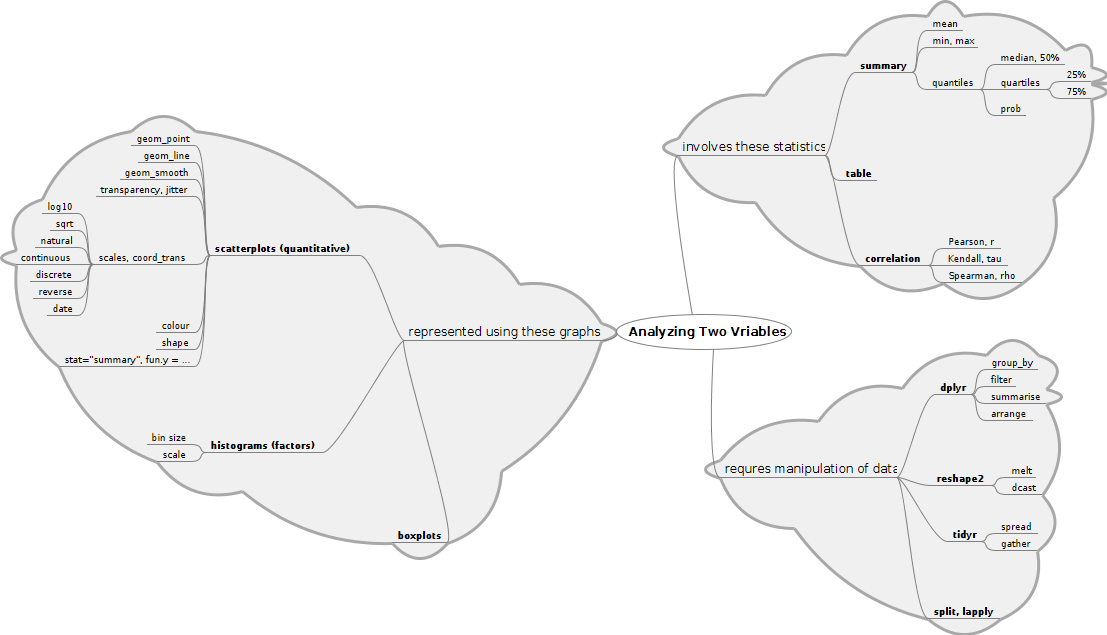 Analyzing Two Vriables
involves these statistics
summary
mean
min, max
quantiles
median, 50%
quartiles
25%
75%
prob
table
correlation
Pearson, r
Kendall, tau
Spearman, rho
requres manipulation of data
dplyr
group_by
filter
summarise
arrange
reshape2
melt
dcast
tidyr
spread
gather
split, lapply
represented using these graphs
scatterplots (quantitative)
geom_point
geom_line
geom_smooth
transparency, jitter
scales, coord_trans
log10
sqrt
natural
continuous
discrete
reverse
date
colour
shape
stat="summary", fun.y = ...
histograms (factors)
bin size
scale
boxplots